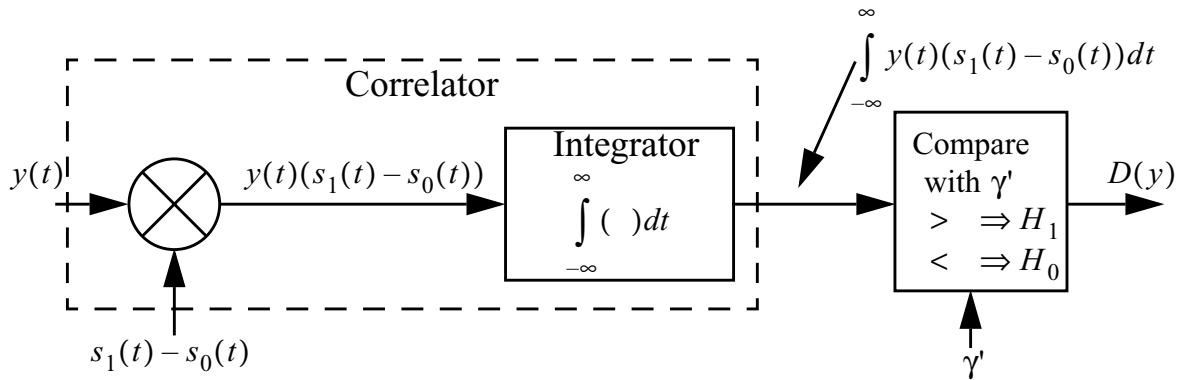 ∫_{−∞}^{∞} y(t)(s₁(t) – s₀(t))dt
Correlator
y(t)
y(t)(s₁(t) – s₀(t))
Integrator
∫_{−∞}^{∞} ( )dt
Compare
with γ'
> ⇒ H₁
< ⇒ H₀
D(y)
s₁(t) – s₀(t)
γ'